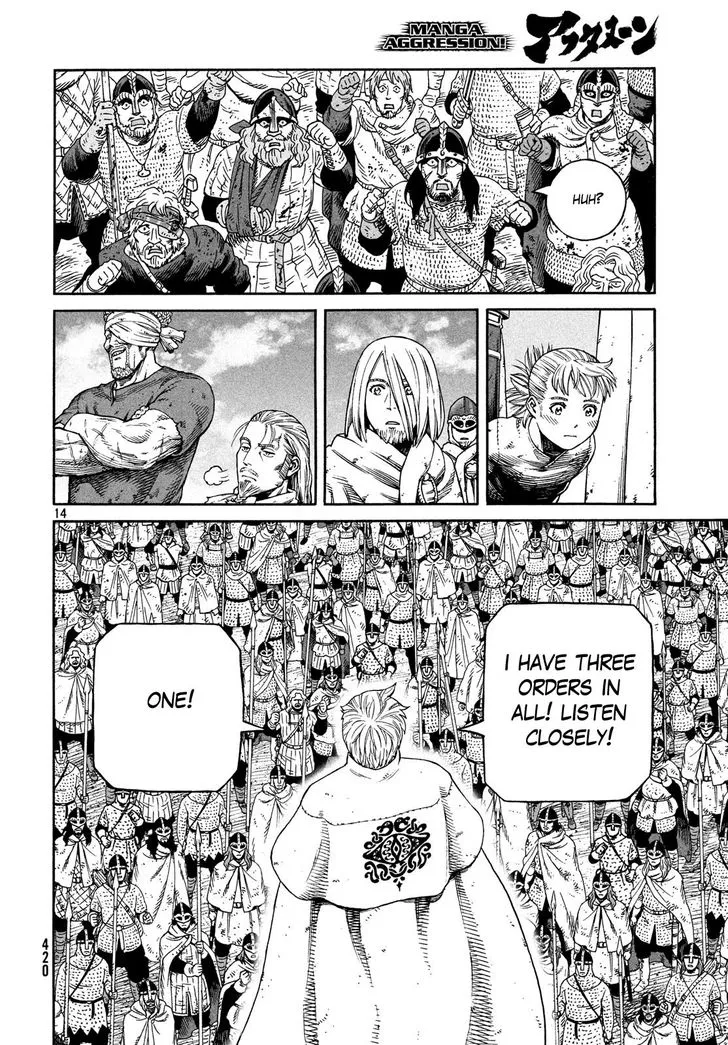 MANGA
AGGRESSION!
アフタヌーン
HUH?
14
I HAVE THREE
ORDERS IN
ALL! LISTEN
CLOSELY!
ONE!
420